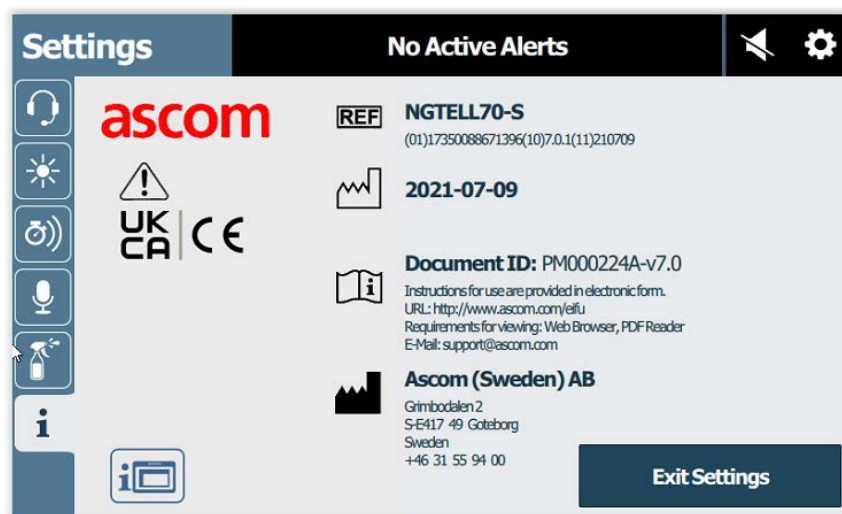 Settings
No Active Alerts
ascom
REF
NGTELL70-S
(01)17350088671396(10)7.0.1(11)210709
2021-07-09
UK
CA
CE
Document ID: PM000224A-v7.0
Instructions for use are provided in electronic form.
URL: http://www.ascom.com/eifu
Requirements for viewing: Web Browser, PDF Reader
E-Mail: support@ascom.com
Ascom (Sweden) AB
Grimbodalen 2
S-E417 49 Goteborg
Sweden
+46 31 55 94 00
Exit Settings